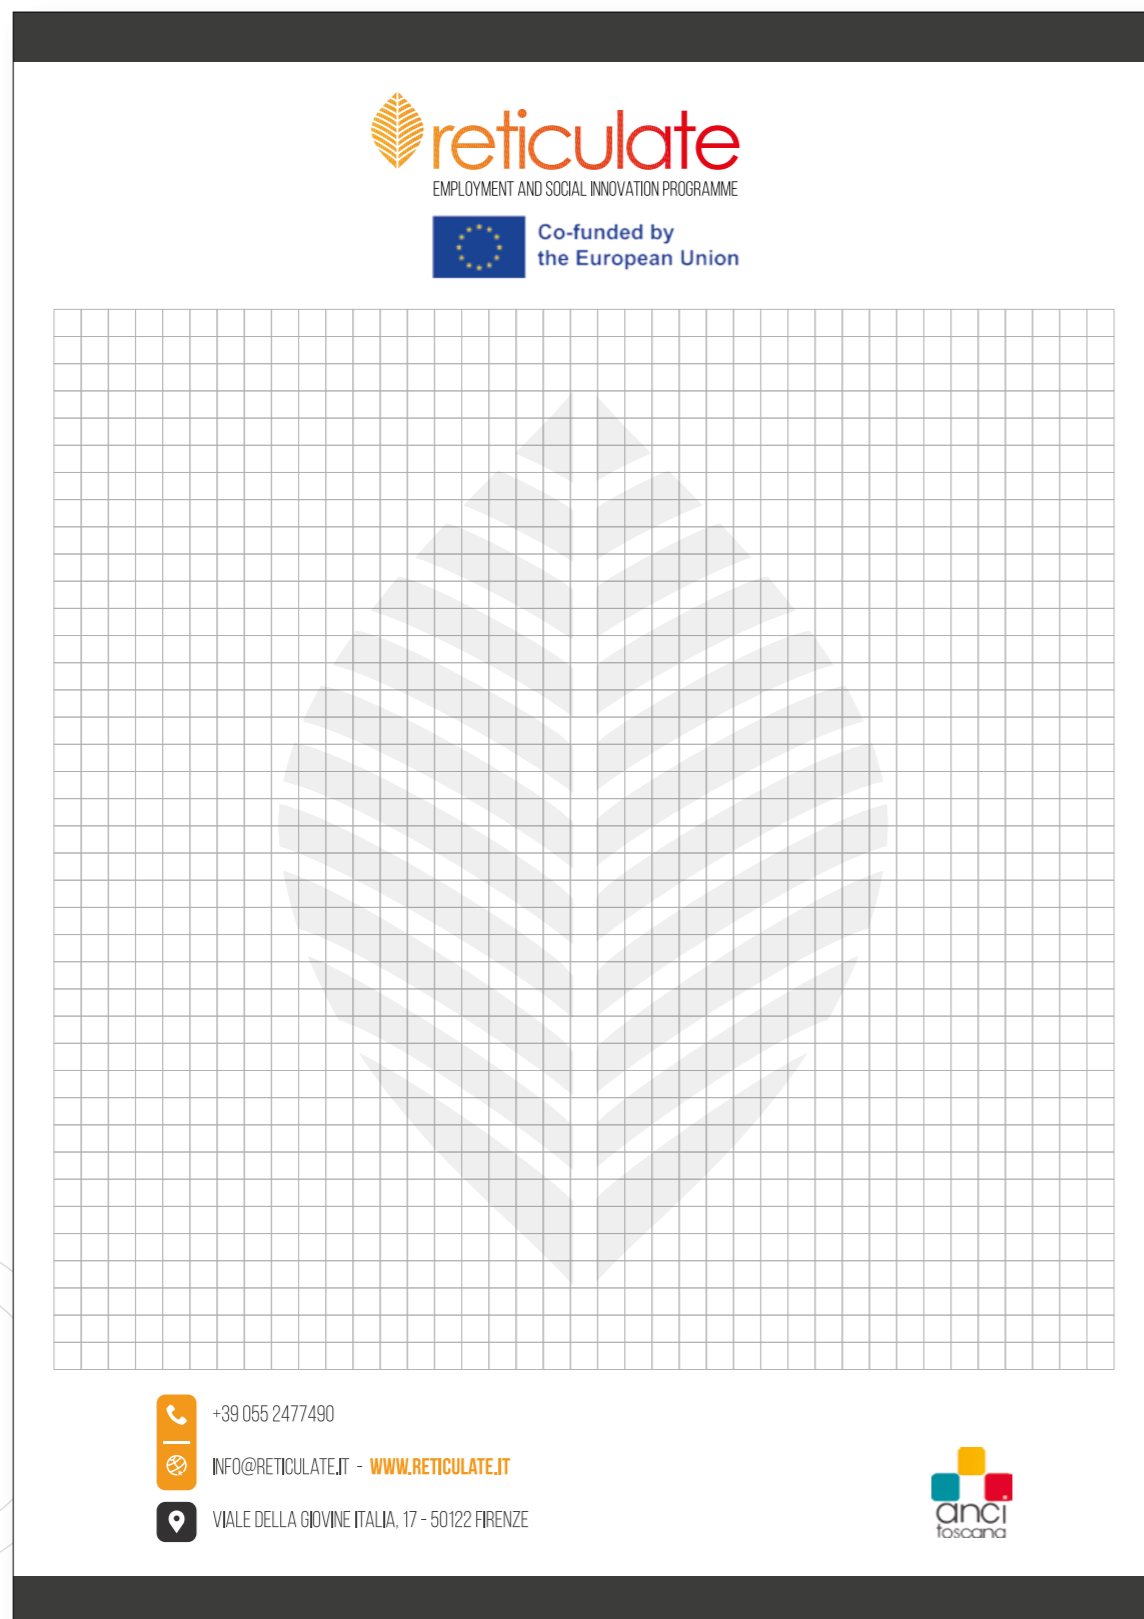 reticulate
EMPLOYMENT AND SOCIAL INNOVATION PROGRAMME
Co-funded by
the European Union
+39 055 2477490
INFO@RETICULATE.IT - WWW.RETICULATE.IT
VIALE DELLA GIOVINE ITALIA, 17 - 50122 FIRENZE
anci
toscana